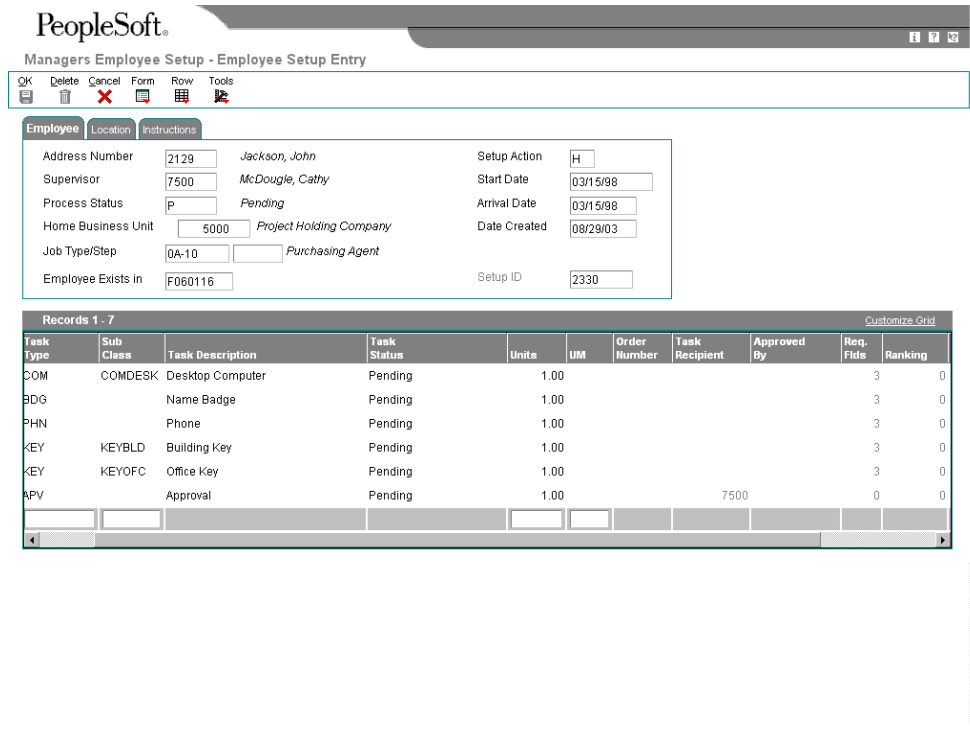 PeopleSoft®
Managers Employee Setup - Employee Setup Entry
OK Delete Cancel Form Row Tools
Employee Location Instructions
Address Number 2129 Jackson, John Setup Action H
Supervisor 7500 McDougle, Cathy Start Date 03/15/98
Process Status P Pending Arrival Date 03/15/98
Home Business Unit 5000 Project Holding Company Date Created 08/29/03
Job Type/Step 0A-10 Purchasing Agent
Employee Exists in F060116 Setup ID 2330
Records 1 - 7 Customize Grid
Task Type Sub Class Task Description Task Status Units UM Order Number Task Recipient Approved By Req. Flds Ranking
COM COMDESK Desktop Computer Pending 1.00 3 0
BDG Name Badge Pending 1.00 3 0
PHN Phone Pending 1.00 3 0
KEY KEYBLD Building Key Pending 1.00 3 0
KEY KEYOFC Office Key Pending 1.00 3 0
APV Approval Pending 1.00 7500 0 0